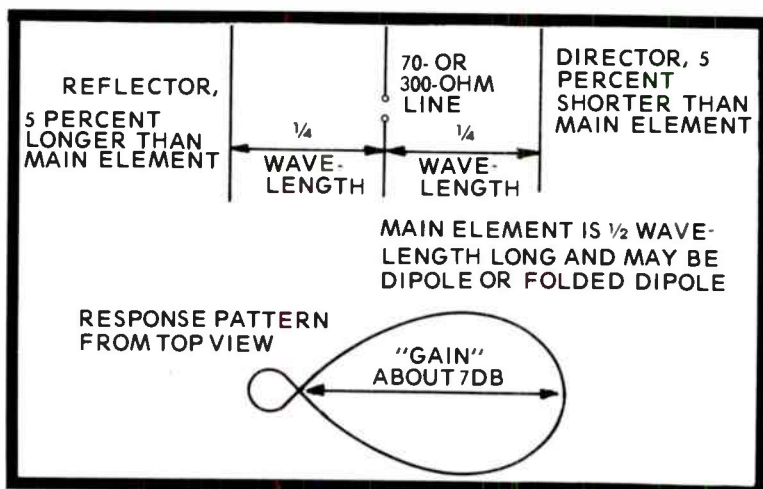 REFLECTOR,
5 PERCENT
LONGER THAN
MAIN ELEMENT
70- OR
300-OHM
LINE
DIRECTOR, 5
PERCENT
SHORTER THAN
MAIN ELEMENT
¼
WAVE-
LENGTH
¼
WAVE-
LENGTH
MAIN ELEMENT IS ½ WAVE-
LENGTH LONG AND MAY BE
DIPOLE OR FOLDED DIPOLE
RESPONSE PATTERN
FROM TOP VIEW
"GAIN"
ABOUT 7DB